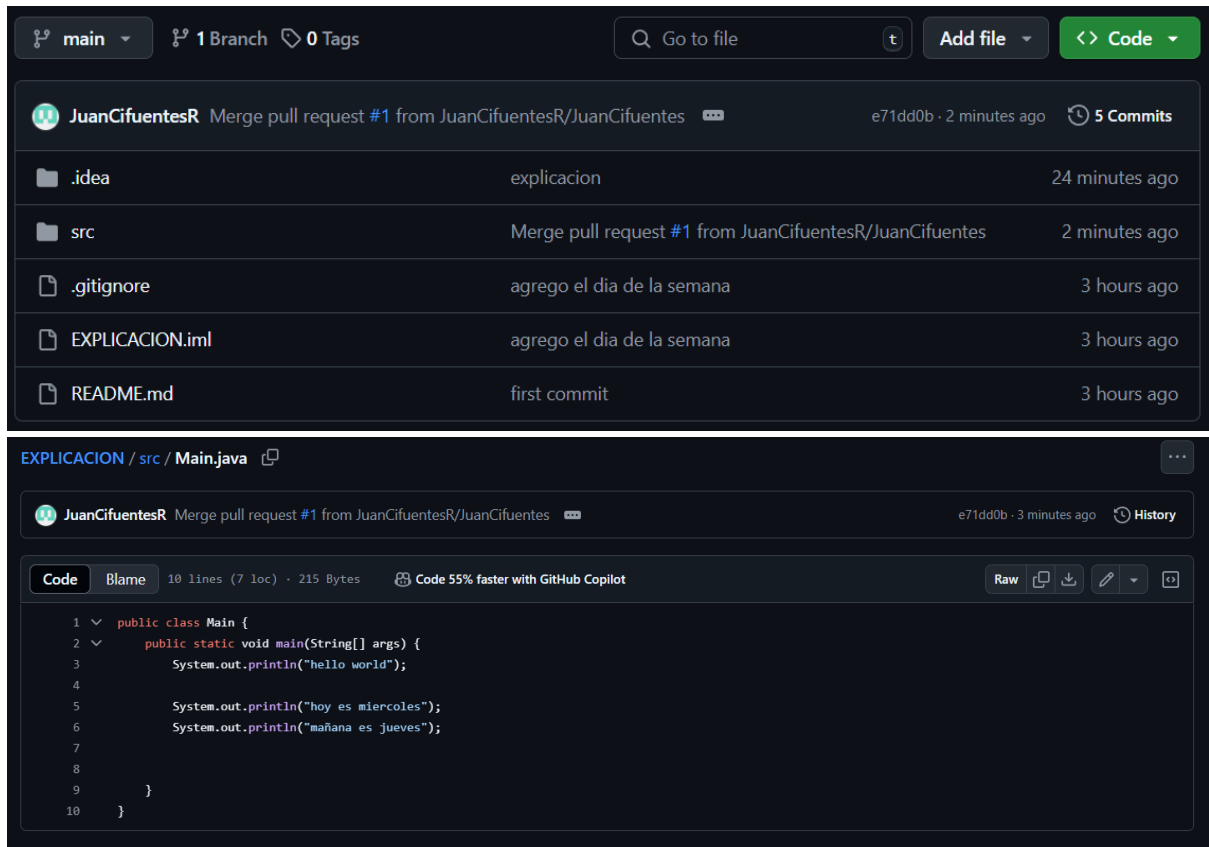 main 1 Branch 0 Tags Go to file t Add file Code
JuanCifuentesR Merge pull request #1 from JuanCifuentesR/JuanCifuentes e71dd0b · 2 minutes ago 5 Commits
.idea explicacion 24 minutes ago
src Merge pull request #1 from JuanCifuentesR/JuanCifuentes 2 minutes ago
.gitignore agrego el dia de la semana 3 hours ago
EXPLICACION.iml agrego el dia de la semana 3 hours ago
README.md first commit 3 hours ago
EXPLICACION / src / Main.java
JuanCifuentesR Merge pull request #1 from JuanCifuentesR/JuanCifuentes e71dd0b · 3 minutes ago History
Code Blame 10 lines (7 loc) · 215 Bytes Code 55% faster with GitHub Copilot Raw
1 public class Main {
2 public static void main(String[] args) {
3 System.out.println("hello world");
4
5 System.out.println("hoy es miercoles");
6 System.out.println("mañana es jueves");
7
8
9 }
10 }